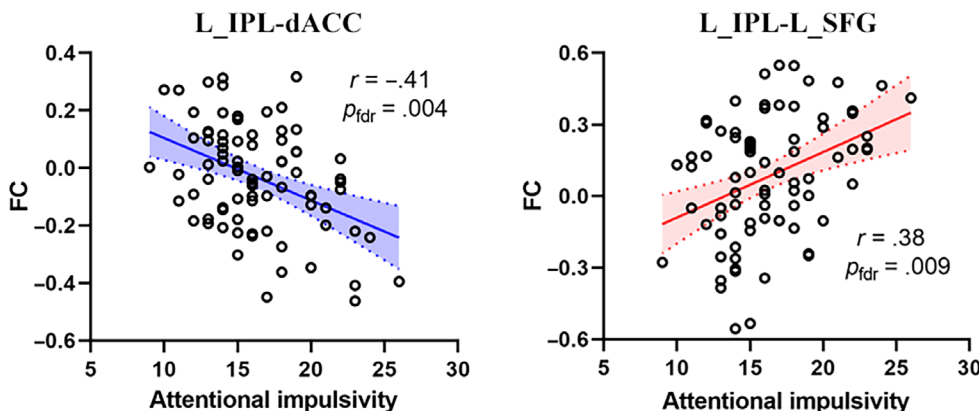 L_IPL-dACC
0.4
0.2
0.0
−0.2
−0.4
−0.6
FC
r = −.41
pfdr = .004
5 10 15 20 25 30
Attentional impulsivity
L_IPL-L_SFG
0.6
0.3
0.0
−0.3
−0.6
FC
r = .38
pfdr = .009
5 10 15 20 25 30
Attentional impulsivity